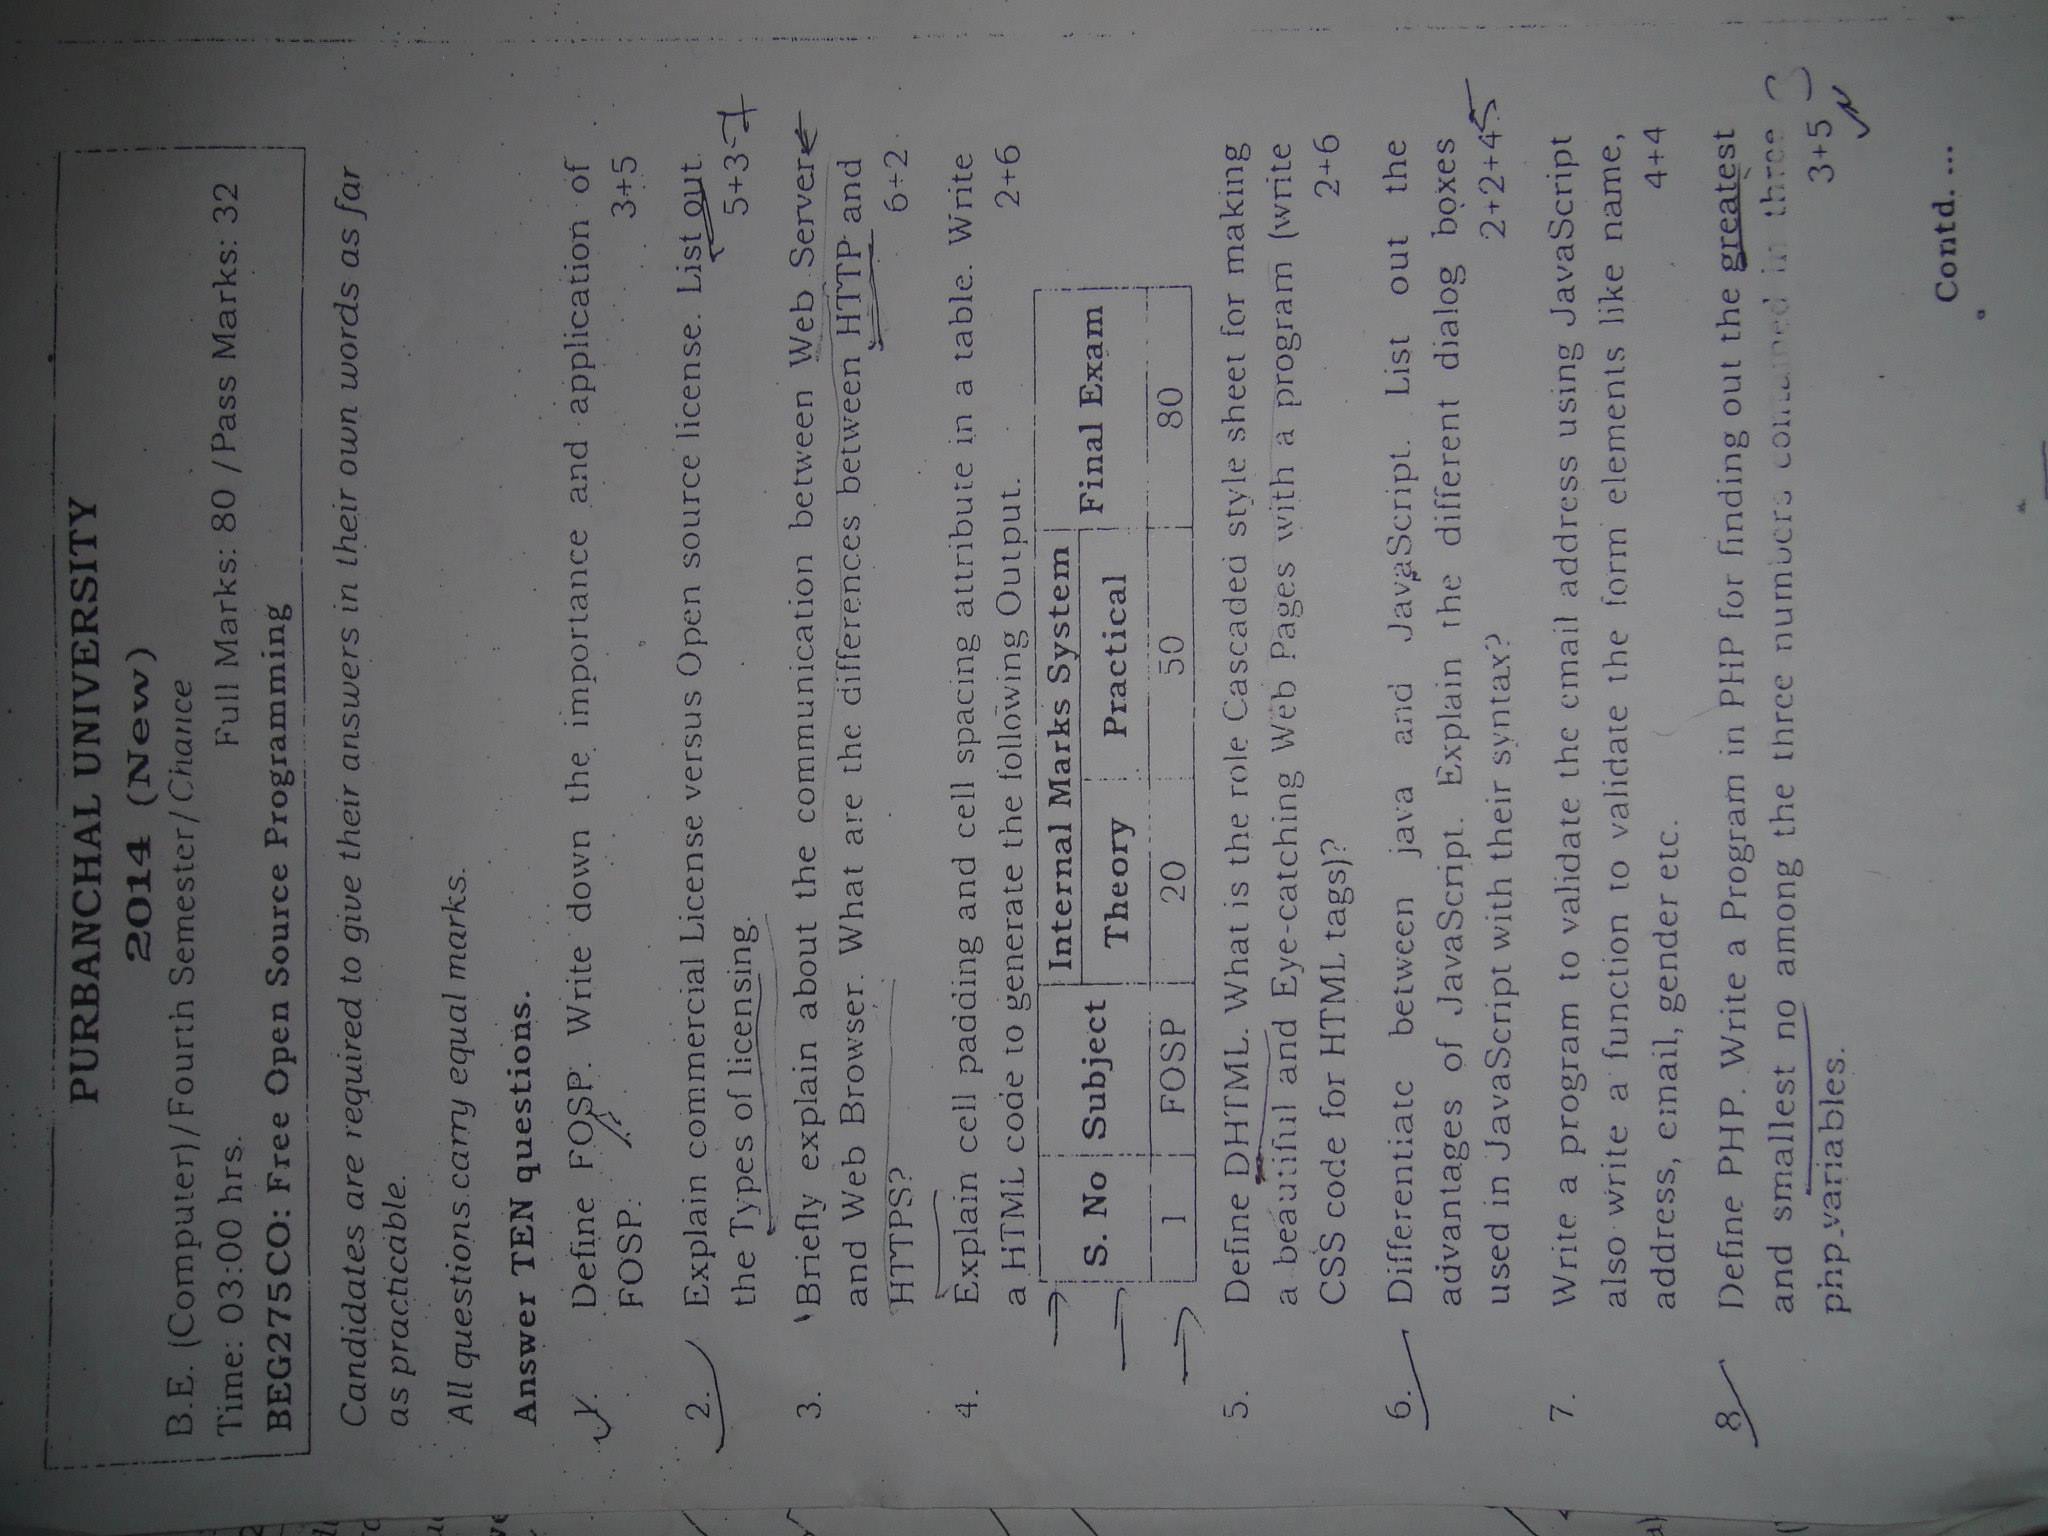 PURBANCHAL UNIVERSITY
2014 (New)
B.E. (Computer)/Fourth Semester/Chance
Time: 03:00 hrs. Full Marks: 80 /Pass Marks: 32
BEG275CO: Free Open Source Programming
Candidates are required to give their answers in their own words as far
as practicable.
All questions carry equal marks.
Answer TEN questions.
1. Define FOSP. Write down the importance and application of
FOSP. 3+5
2. Explain commercial License versus Open source license. List out
the Types of licensing. 5+3
3. Briefly explain about the communication between Web Server
and Web Browser. What are the differences between HTTP and
HTTPS? 6+2
4. Explain cell padding and cell spacing attribute in a table. Write
a HTML code to generate the following Output. 2+6
S. No Subject Internal Marks System Final Exam
Theory Practical
1 FOSP 20 50 80
5. Define DHTML. What is the role Cascaded style sheet for making
a beautiful and Eye-catching Web Pages with a program (write
CSS code for HTML tags)? 2+6
6. Differentiate between java and JavaScript. List out the
advantages of JavaScript. Explain the different dialog boxes
used in JavaScript with their syntax? 2+2+4
7. Write a program to validate the email address using JavaScript
also write a function to validate the form elements like name,
address, email, gender etc. 4+4
8. Define PHP. Write a Program in PHP for finding out the greatest
and smallest no among the three numbers contained in three
php variables. 3+5
Contd. ...